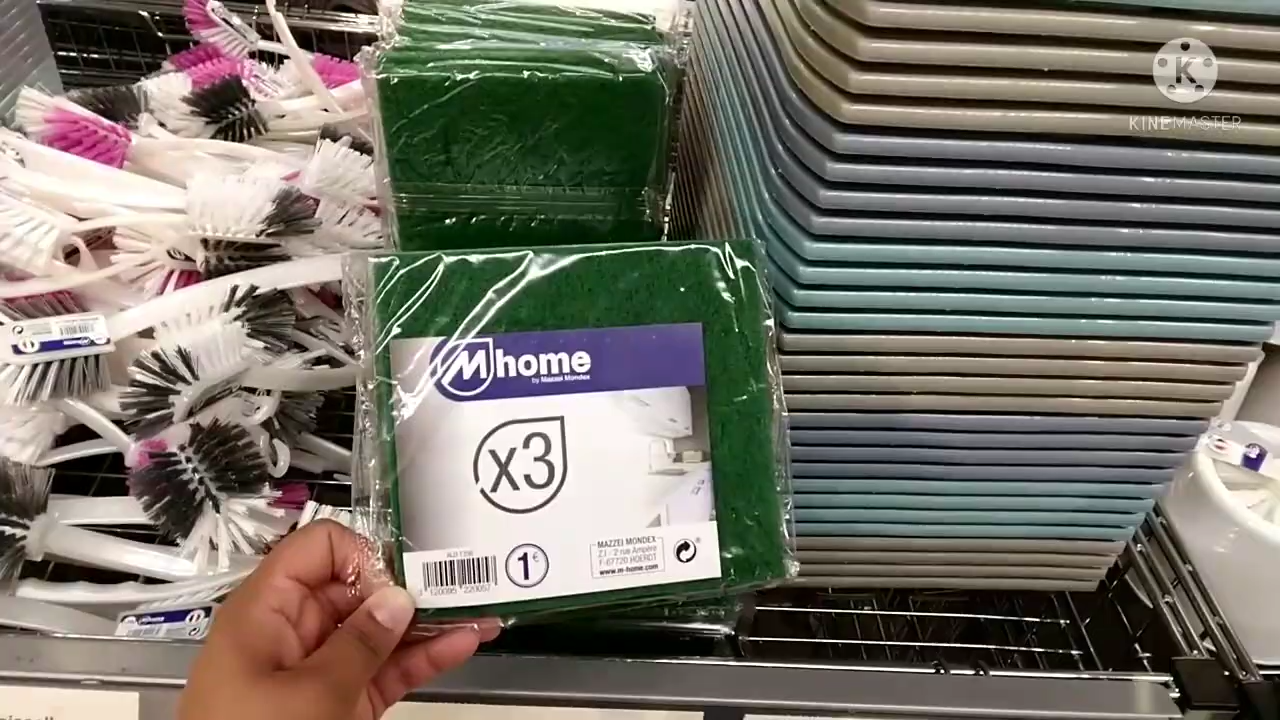 KINEMASTER
Mhome
by Mazzei Mondex
x3
1€
MAZZEI MONDEX
Z.I - 2 rue Ampère
F-67720 HOERDT
www.m-home.com